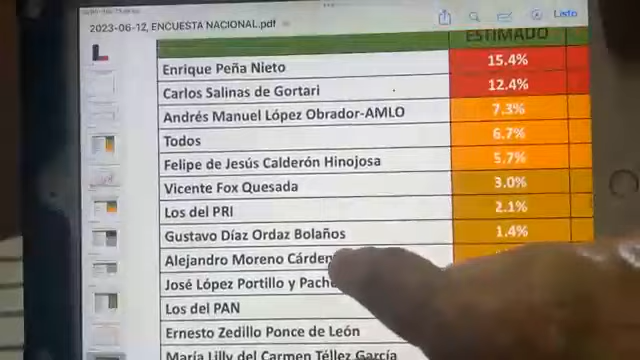 2023-06-12, ENCUESTA NACIONAL.pdf
Listo
ESTIMADO
Enrique Peña Nieto 15.4%
Carlos Salinas de Gortari 12.4%
Andrés Manuel López Obrador-AMLO 7.3%
Todos 6.7%
Felipe de Jesús Calderón Hinojosa 5.7%
Vicente Fox Quesada 3.0%
Los del PRI 2.1%
Gustavo Díaz Ordaz Bolaños 1.4%
Alejandro Moreno
José López Portillo y
Los del PAN
Ernesto Zedillo Ponce de León
María Lilly del Carmen Téllez García